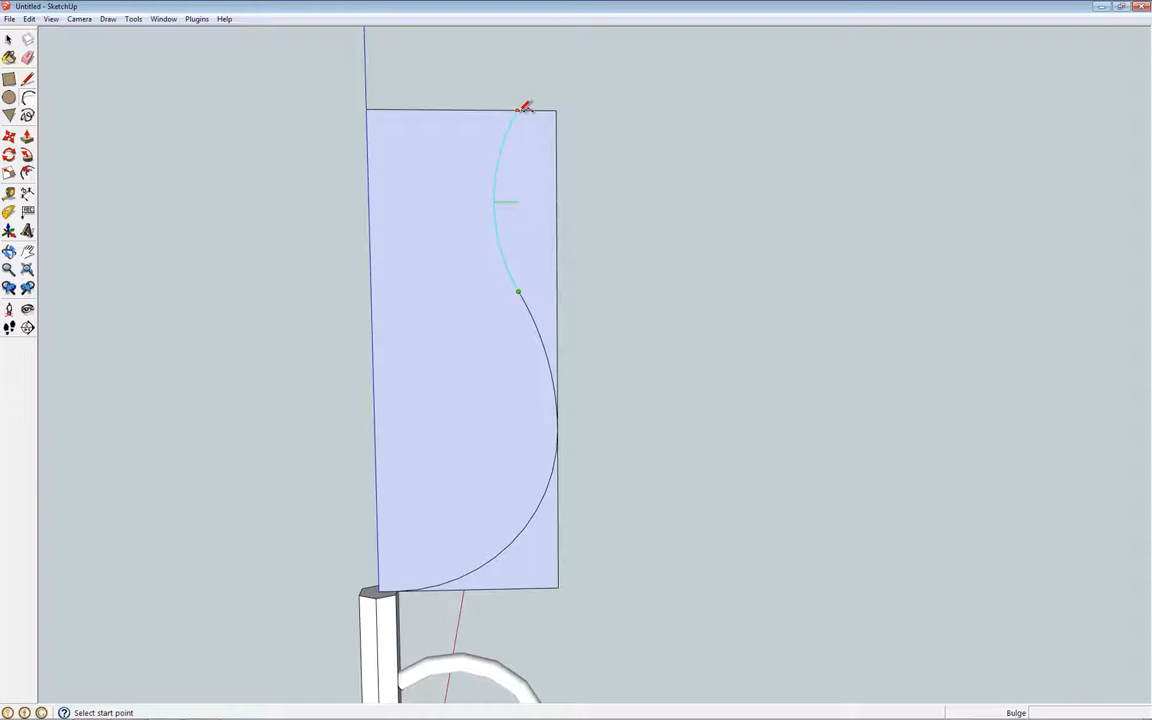 Untitled - SketchUp
File Edit View Camera Draw Tools Window Plugins Help
Select start point
Bulge